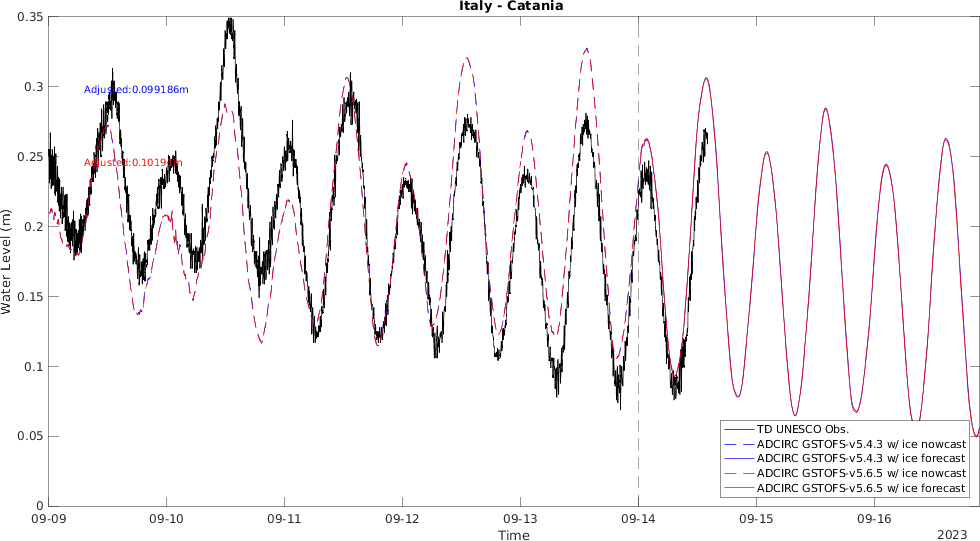 Italy - Catania
0.35
0.3
0.25
0.2
0.15
0.1
0.05
0
Water Level (m)
Adjusted:0.099186m
TD UNESCO Obs.
ADCIRC GSTOFS-v5.4.3 w/ ice nowcast
ADCIRC GSTOFS-v5.4.3 w/ ice forecast
ADCIRC GSTOFS-v5.6.5 w/ ice nowcast
ADCIRC GSTOFS-v5.6.5 w/ ice forecast
09-09 09-10 09-11 09-12 09-13 09-14 09-15 09-16
Time
2023